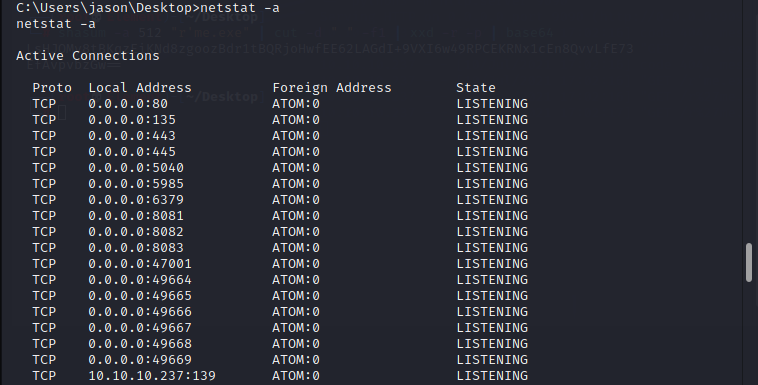 C:\Users\jason\Desktop>netstat -a
netstat -a
Active Connections
Proto  Local Address          Foreign Address        State
TCP    0.0.0.0:80             ATOM:0                 LISTENING
TCP    0.0.0.0:135            ATOM:0                 LISTENING
TCP    0.0.0.0:443            ATOM:0                 LISTENING
TCP    0.0.0.0:445            ATOM:0                 LISTENING
TCP    0.0.0.0:5040           ATOM:0                 LISTENING
TCP    0.0.0.0:5985           ATOM:0                 LISTENING
TCP    0.0.0.0:6379           ATOM:0                 LISTENING
TCP    0.0.0.0:8081           ATOM:0                 LISTENING
TCP    0.0.0.0:8082           ATOM:0                 LISTENING
TCP    0.0.0.0:8083           ATOM:0                 LISTENING
TCP    0.0.0.0:47001          ATOM:0                 LISTENING
TCP    0.0.0.0:49664          ATOM:0                 LISTENING
TCP    0.0.0.0:49665          ATOM:0                 LISTENING
TCP    0.0.0.0:49666          ATOM:0                 LISTENING
TCP    0.0.0.0:49667          ATOM:0                 LISTENING
TCP    0.0.0.0:49668          ATOM:0                 LISTENING
TCP    0.0.0.0:49669          ATOM:0                 LISTENING
TCP    10.10.10.237:139       ATOM:0                 LISTENING